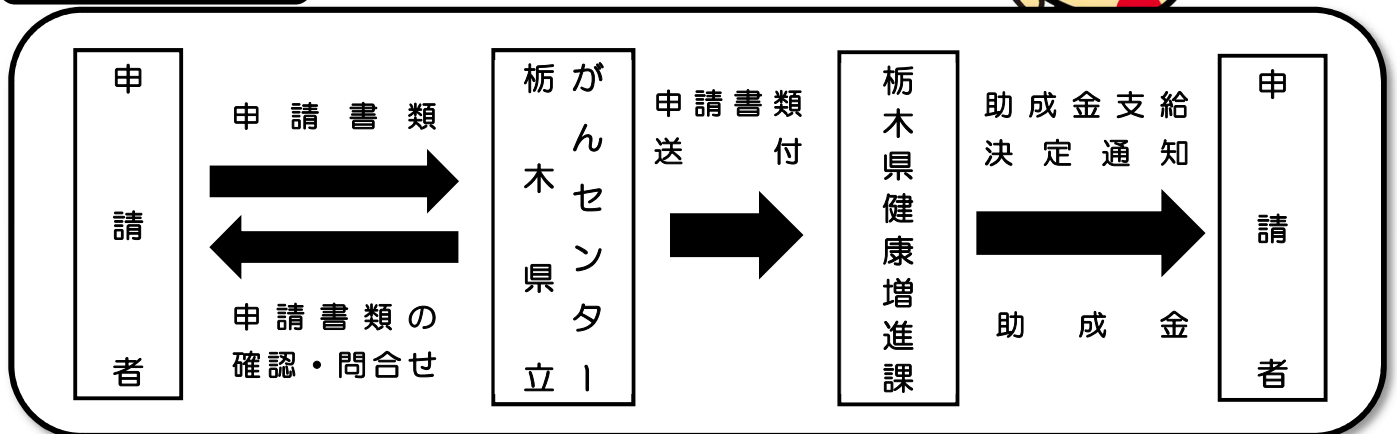 申請者
申請書類
申請書類の
確認・問合せ
栃木県立
がんセンター
申請書類
送付
栃木県健康増進課
助成金支給
決定通知
助成金
申請者